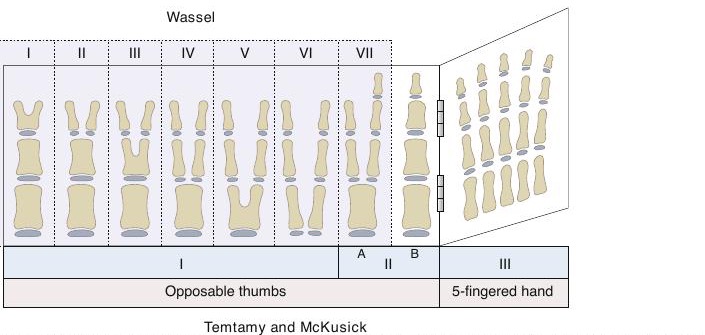 Wassel
I II III IV V VI VII
A B
I II III
Opposable thumbs 5-fingered hand
Temtamy and McKusick